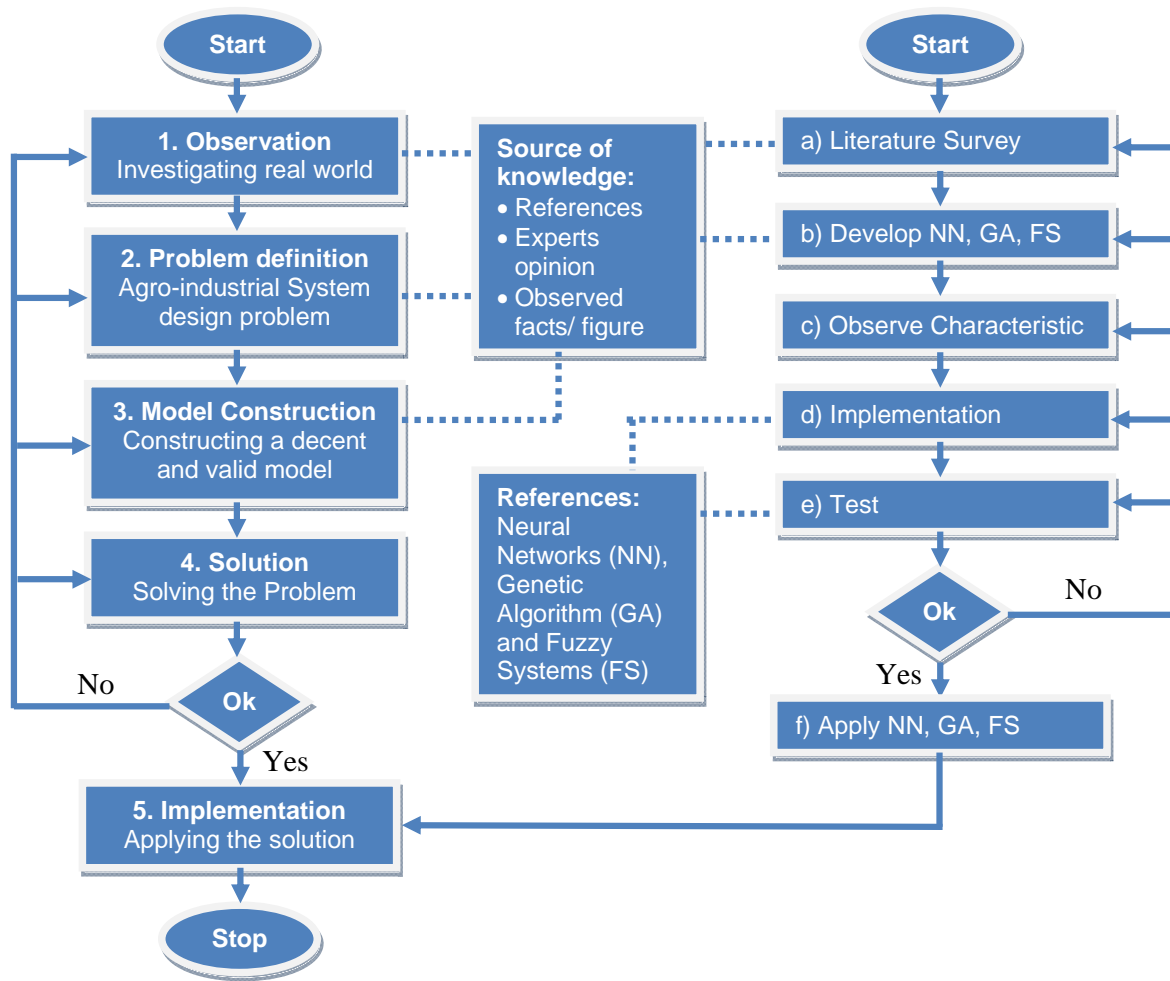 Start
1. Observation
Investigating real world
2. Problem definition
Agro-industrial System
design problem
3. Model Construction
Constructing a decent
and valid model
4. Solution
Solving the Problem
No
Ok
Yes
5. Implementation
Applying the solution
Stop
Source of
knowledge:
• References
• Experts
opinion
• Observed
facts/ figure
References:
Neural
Networks (NN),
Genetic
Algorithm (GA)
and Fuzzy
Systems (FS)
Start
a) Literature Survey
b) Develop NN, GA, FS
c) Observe Characteristic
d) Implementation
e) Test
Ok
No
Yes
f) Apply NN, GA, FS